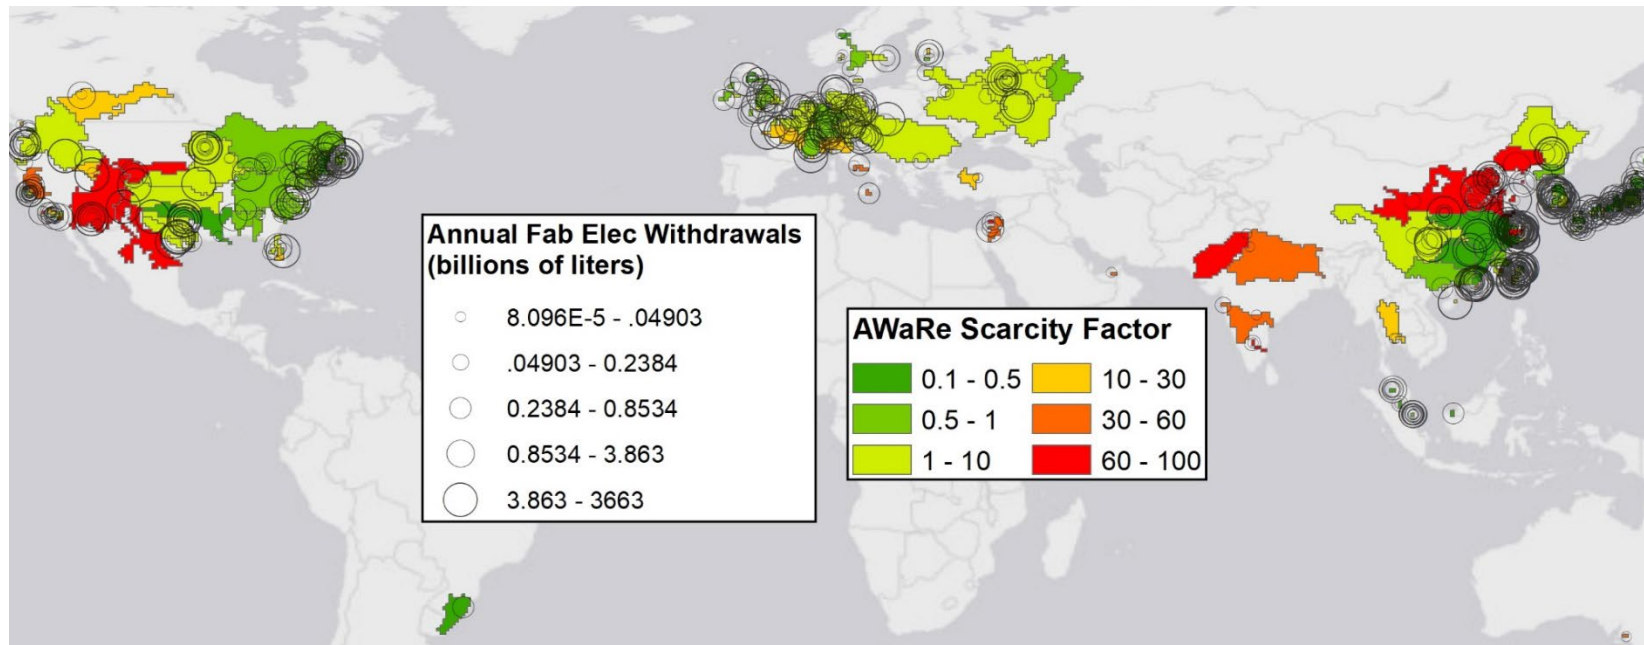 Annual Fab Elec Withdrawals
(billions of liters)
8.096E-5 - .04903
.04903 - 0.2384
0.2384 - 0.8534
0.8534 - 3.863
3.863 - 3663
AWaRe Scarcity Factor
0.1 - 0.5
10 - 30
0.5 - 1
30 - 60
1 - 10
60 - 100